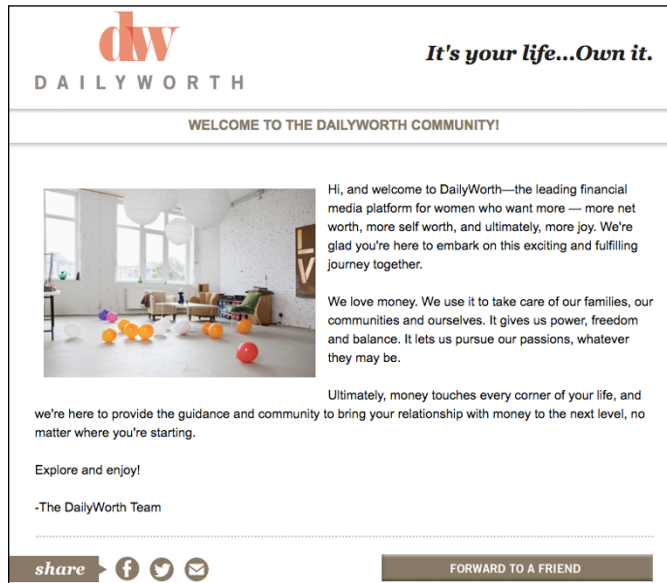 dw
DAILYWORTH
It's your life...Own it.
WELCOME TO THE DAILYWORTH COMMUNITY!
Hi, and welcome to DailyWorth—the leading financial
media platform for women who want more — more net
worth, more self worth, and ultimately, more joy. We're
glad you're here to embark on this exciting and fulfilling
journey together.
We love money. We use it to take care of our families, our
communities and ourselves. It gives us power, freedom
and balance. It lets us pursue our passions, whatever
they may be.
Ultimately, money touches every corner of your life, and
we're here to provide the guidance and community to bring your relationship with money to the next level, no
matter where you're starting.
Explore and enjoy!
-The DailyWorth Team
share
FORWARD TO A FRIEND